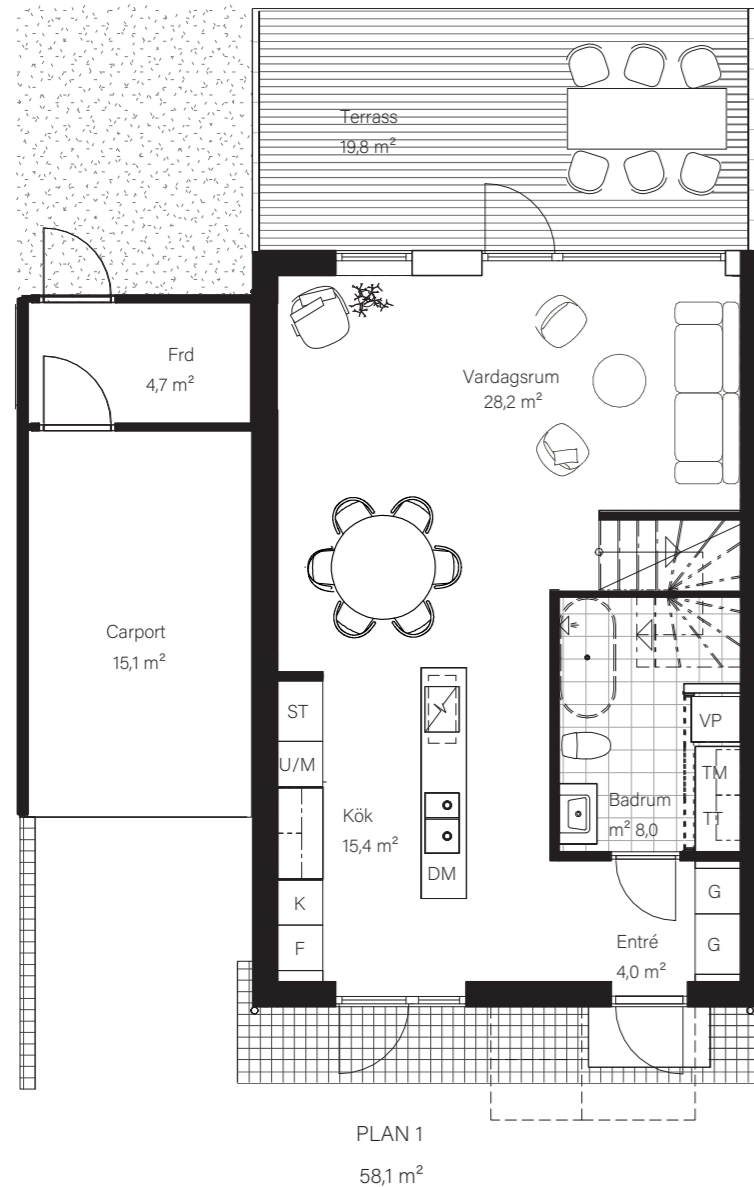 Terrass
19,8 m²
Frd
4,7 m²
Vardagsrum
28,2 m²
Carport
15,1 m²
ST
U/M
VP
TM
Kök
15,4 m²
Badrum
m² 8,0
TT
DM
K
G
F
Entré
4,0 m²
G
PLAN 1
58,1 m²